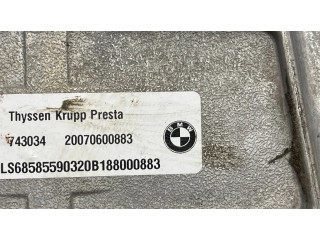 Thyssen Krupp Presta
743034 20070600883
BMW
LS68585590320B188000883